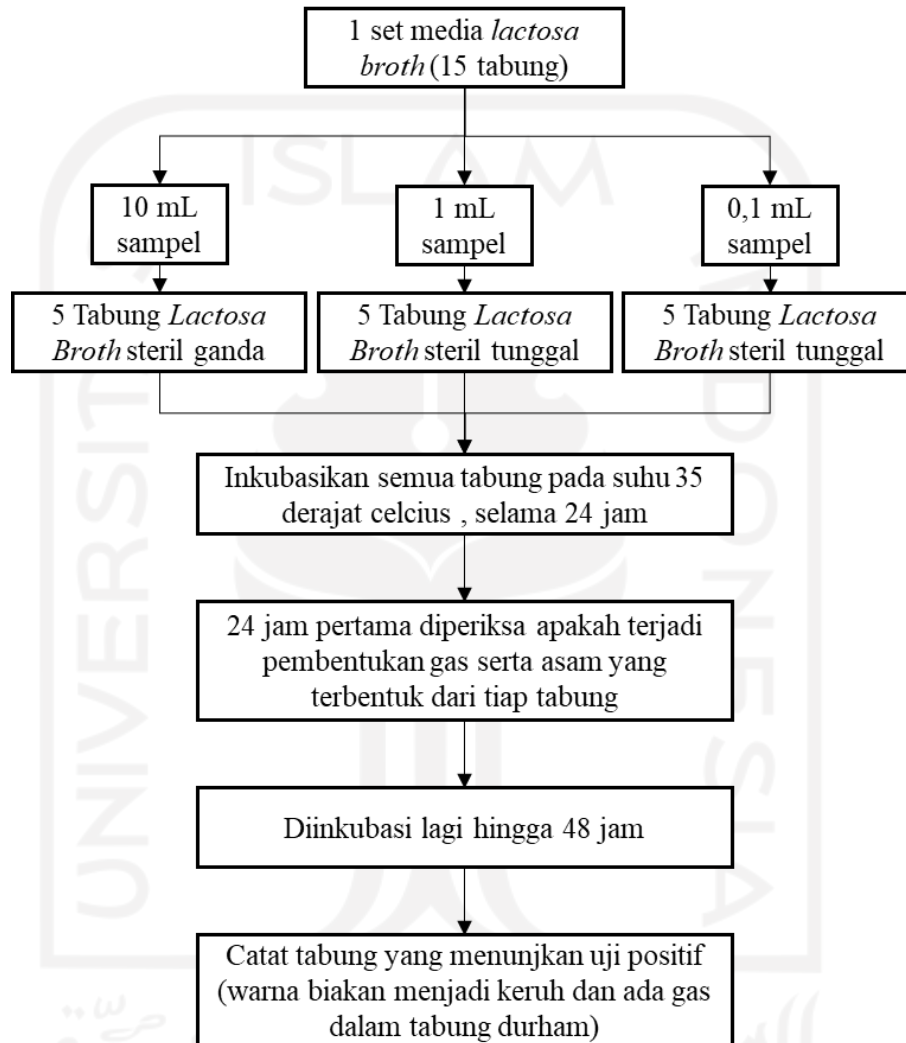 1 set media lactosa
broth (15 tabung)
10 mL
sampel
1 mL
sampel
0,1 mL
sampel
5 Tabung Lactosa
Broth steril ganda
5 Tabung Lactosa
Broth steril tunggal
5 Tabung Lactosa
Broth steril tunggal
Inkubasikan semua tabung pada suhu 35
derajat celcius , selama 24 jam
24 jam pertama diperiksa apakah terjadi
pembentukan gas serta asam yang
terbentuk dari tiap tabung
Diinkubasi lagi hingga 48 jam
Catat tabung yang menunjkan uji positif
(warna biakan menjadi keruh dan ada gas
dalam tabung durham)
ISLAM
UNIVERSITAS
INDONESIA